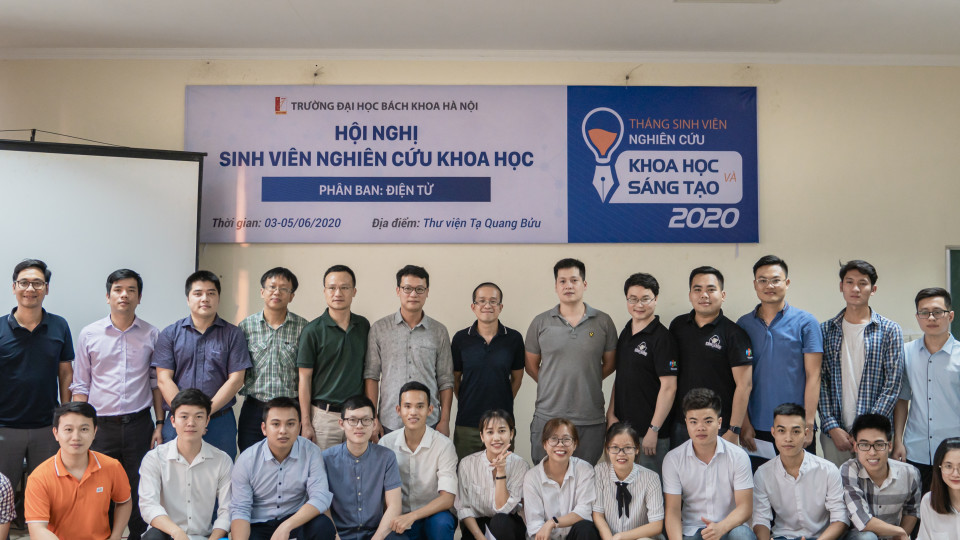 TRƯỜNG ĐẠI HỌC BÁCH KHOA HÀ NỘI
HỘI NGHỊ
SINH VIÊN NGHIÊN CỨU KHOA HỌC
PHÂN BAN: ĐIỆN TỬ
Thời gian: 03-05/06/2020 Địa điểm: Thư viện Tạ Quang Bửu
THÁNG SINH VIÊN
NGHIÊN CỨU
KHOA HỌC
VÀ
SÁNG TẠO
2020